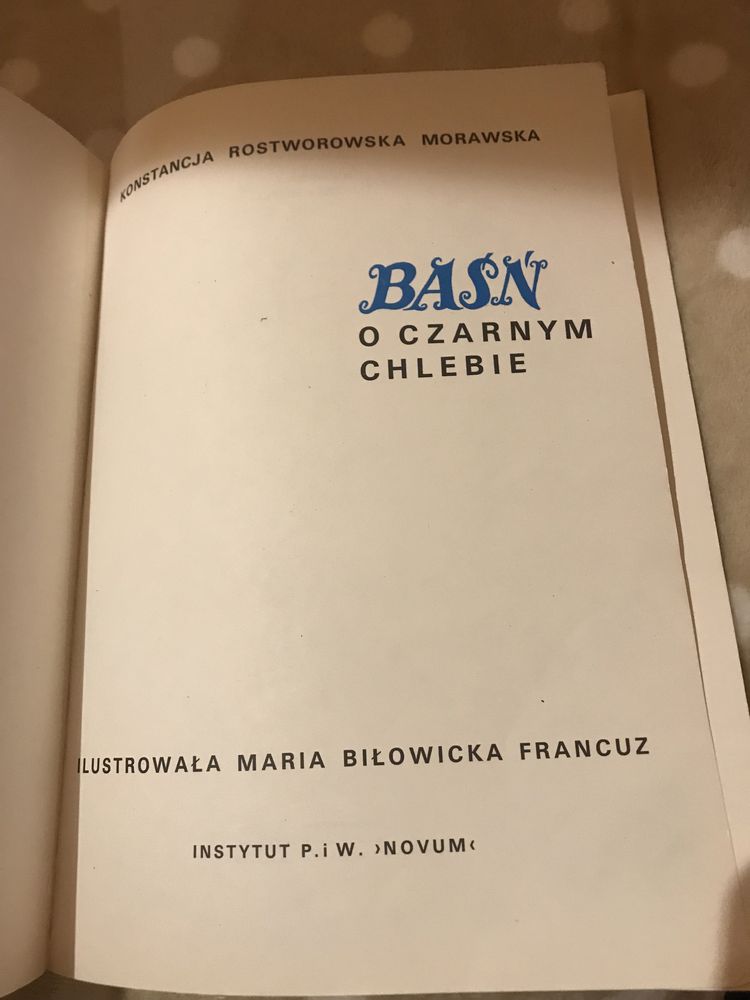 KONSTANCJA ROSTWOROWSKA MORAWSKA
BAŚŃ
O CZARNYM
CHLEBIE
ILUSTROWAŁA MARIA BIŁOWICKA FRANCUZ
INSTYTUT P.i W. ›NOVUM‹